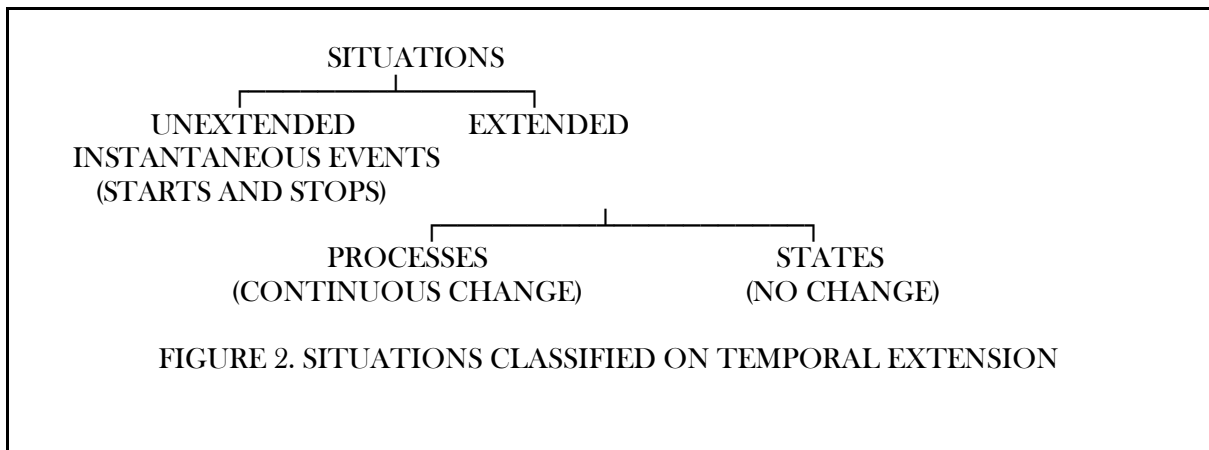 SITUATIONS
UNEXTENDED EXTENDED
INSTANTANEOUS EVENTS
(STARTS AND STOPS)
PROCESSES STATES
(CONTINUOUS CHANGE) (NO CHANGE)
FIGURE 2. SITUATIONS CLASSIFIED ON TEMPORAL EXTENSION